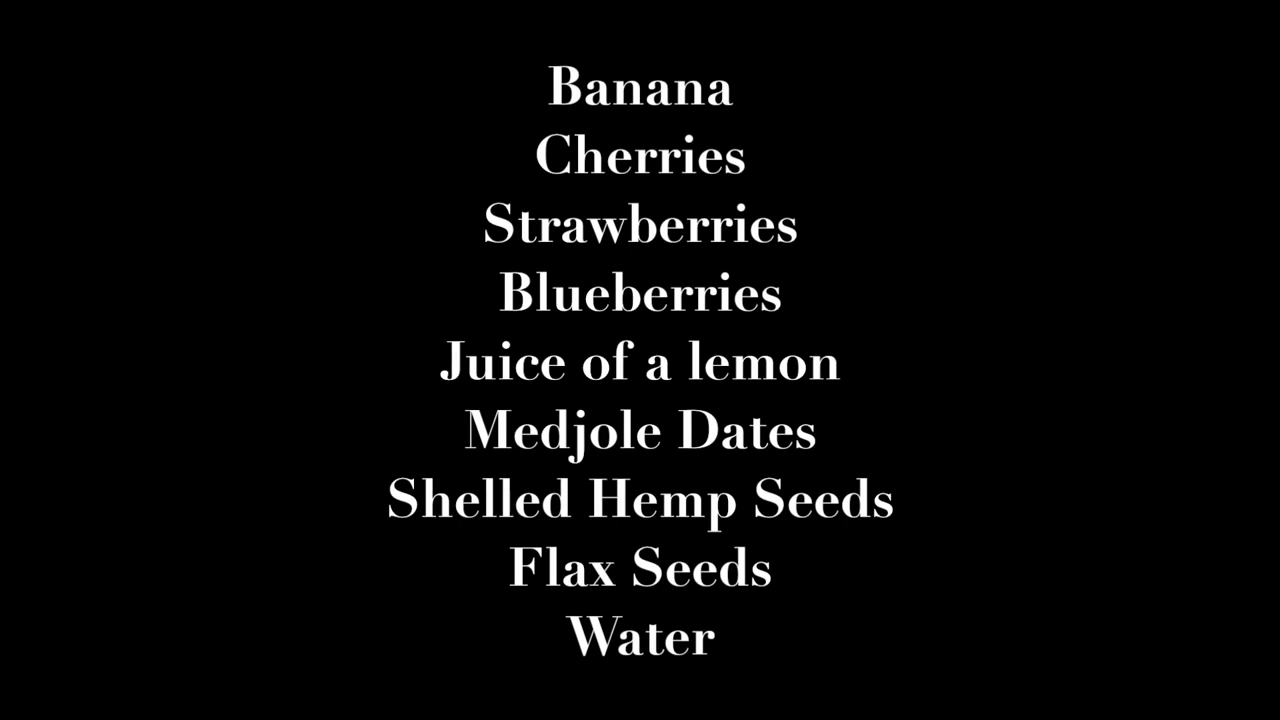 Banana
Cherries
Strawberries
Blueberries
Juice of a lemon
Medjole Dates
Shelled Hemp Seeds
Flax Seeds
Water